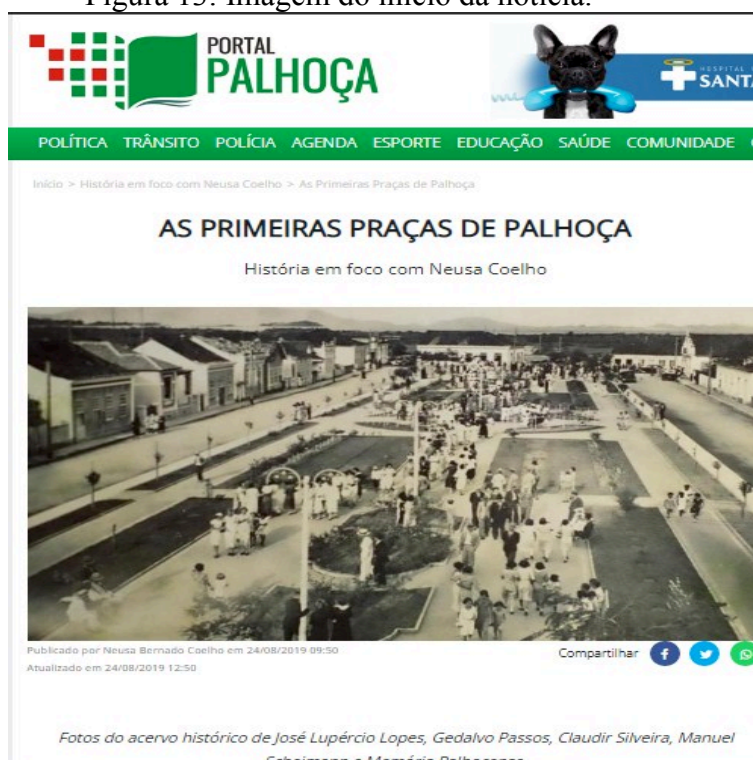 Figura 15: Imagem do início da notícia.
PORTAL
PALHOÇA
HOSPITAL
SANTA
POLÍTICA TRÂNSITO POLÍCIA AGENDA ESPORTE EDUCAÇÃO SAÚDE COMUNIDADE
Início > História em foco com Neusa Coelho > As Primeiras Praças de Palhoça
AS PRIMEIRAS PRAÇAS DE PALHOÇA
História em foco com Neusa Coelho
Publicado por Neusa Bernado Coelho em 24/08/2019 09:50
Compartilhar
Atualizado em 24/08/2019 12:50
Fotos do acervo histórico de José Lupércio Lopes, Gedalvo Passos, Claudir Silveira, Manuel